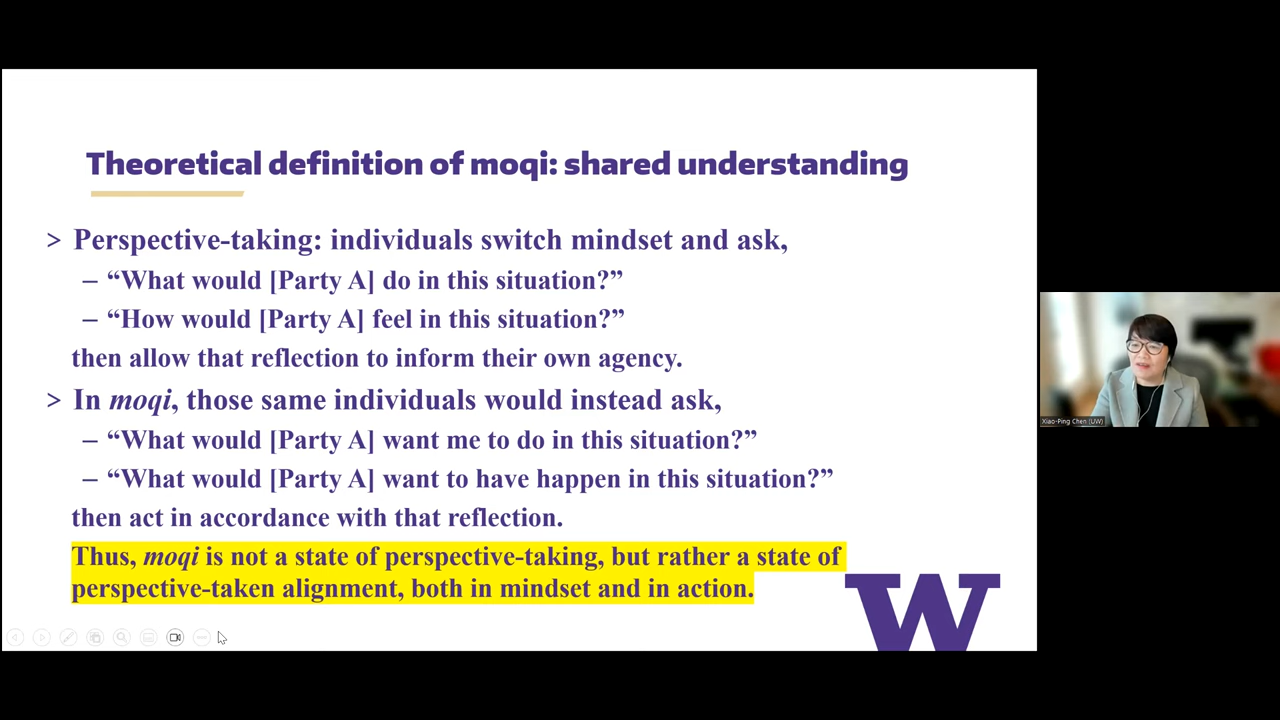 Theoretical definition of moqi: shared understanding
> Perspective-taking: individuals switch mindset and ask,
– “What would [Party A] do in this situation?”
– “How would [Party A] feel in this situation?”
then allow that reflection to inform their own agency.
> In moqi, those same individuals would instead ask,
– “What would [Party A] want me to do in this situation?”
– “What would [Party A] want to have happen in this situation?”
then act in accordance with that reflection.
Thus, moqi is not a state of perspective-taking, but rather a state of
perspective-taken alignment, both in mindset and in action.
W
Xiao-Ping Chen (UW)